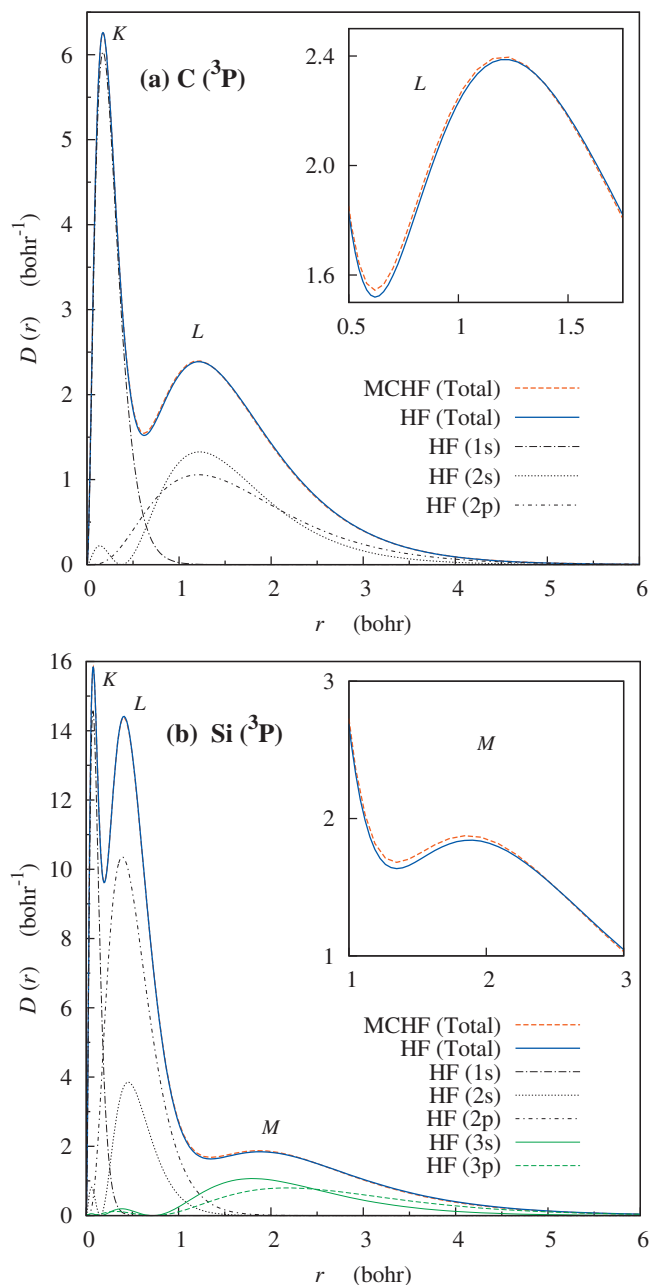 K
(a) C (³P)
6
5
4
3
2
1
0
D (r) (bohr⁻¹)
L
L
2.4
2.0
1.6
0.5 1 1.5
MCHF (Total)
HF (Total)
HF (1s)
HF (2s)
HF (2p)
0 1 2 3 4 5 6
r (bohr)
K
L
(b) Si (³P)
16
14
12
10
8
6
4
2
0
D (r) (bohr⁻¹)
M
3
2
1
1 2 3
MCHF (Total)
HF (Total)
HF (1s)
HF (2s)
HF (2p)
HF (3s)
HF (3p)
M
0 1 2 3 4 5 6
r (bohr)